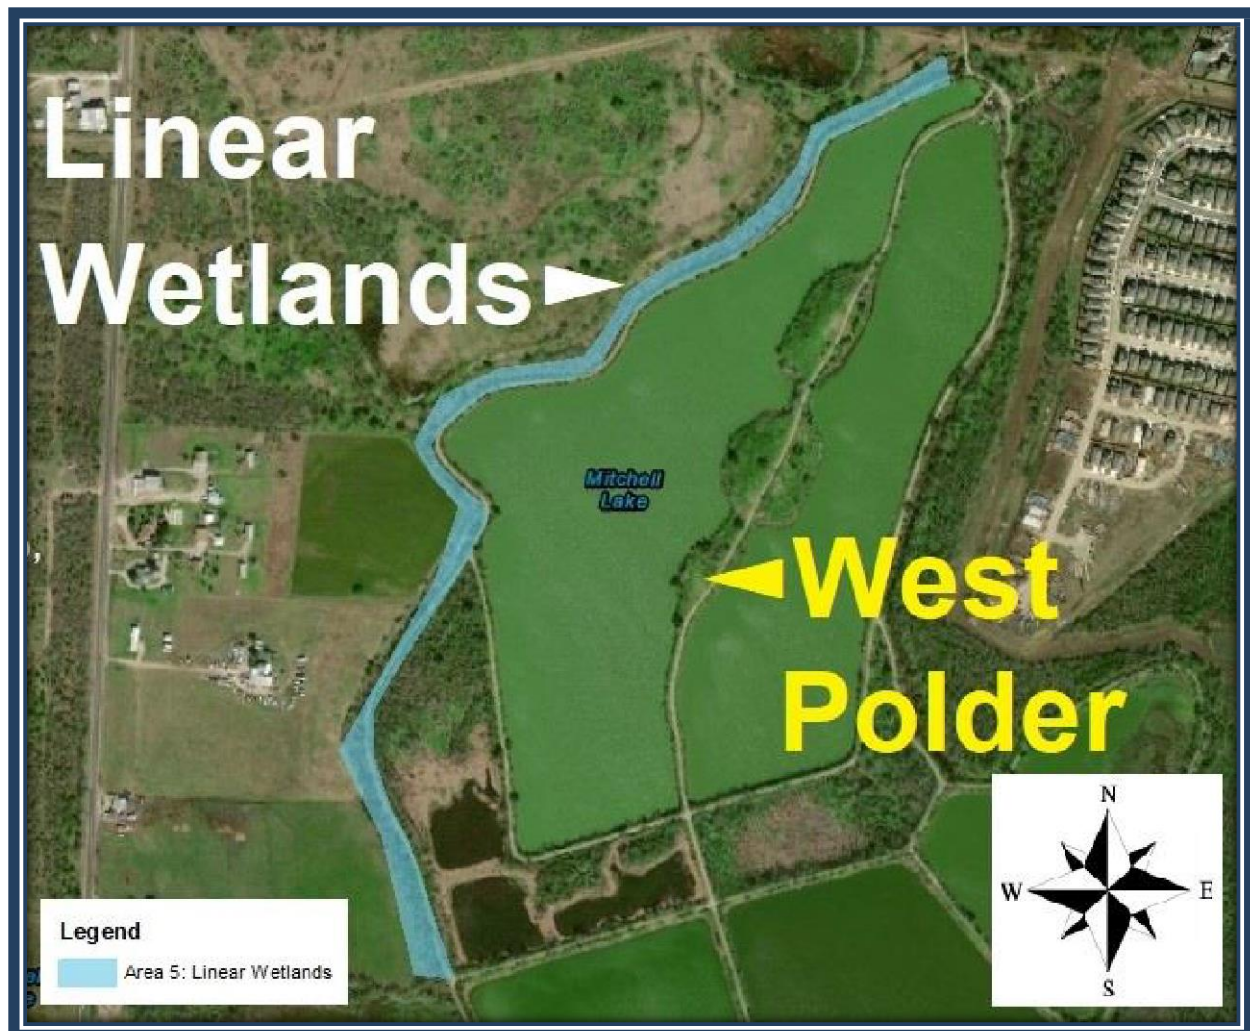 Linear
Wetlands
Mitchell
Lake
West
Polder
N
W
E
S
Legend
Area 5: Linear Wetlands